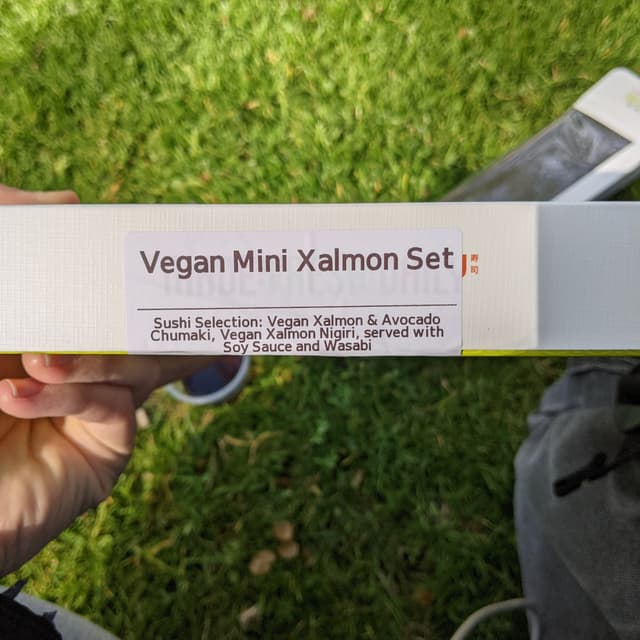 Vegan Mini Xalmon Set
Sushi Selection: Vegan Xalmon & Avocado
Chumaki, Vegan Xalmon Nigiri, served with
Soy Sauce and Wasabi